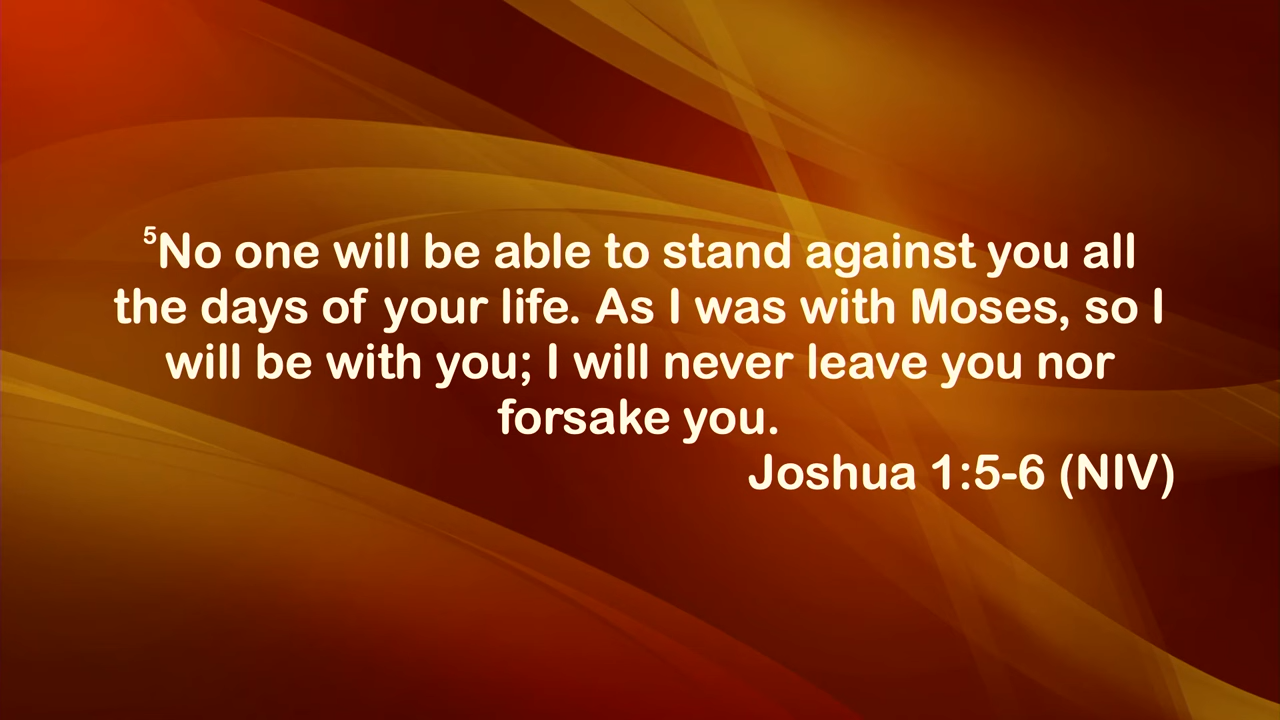 ⁵No one will be able to stand against you all
the days of your life. As I was with Moses, so I
will be with you; I will never leave you nor
forsake you.
Joshua 1:5-6 (NIV)